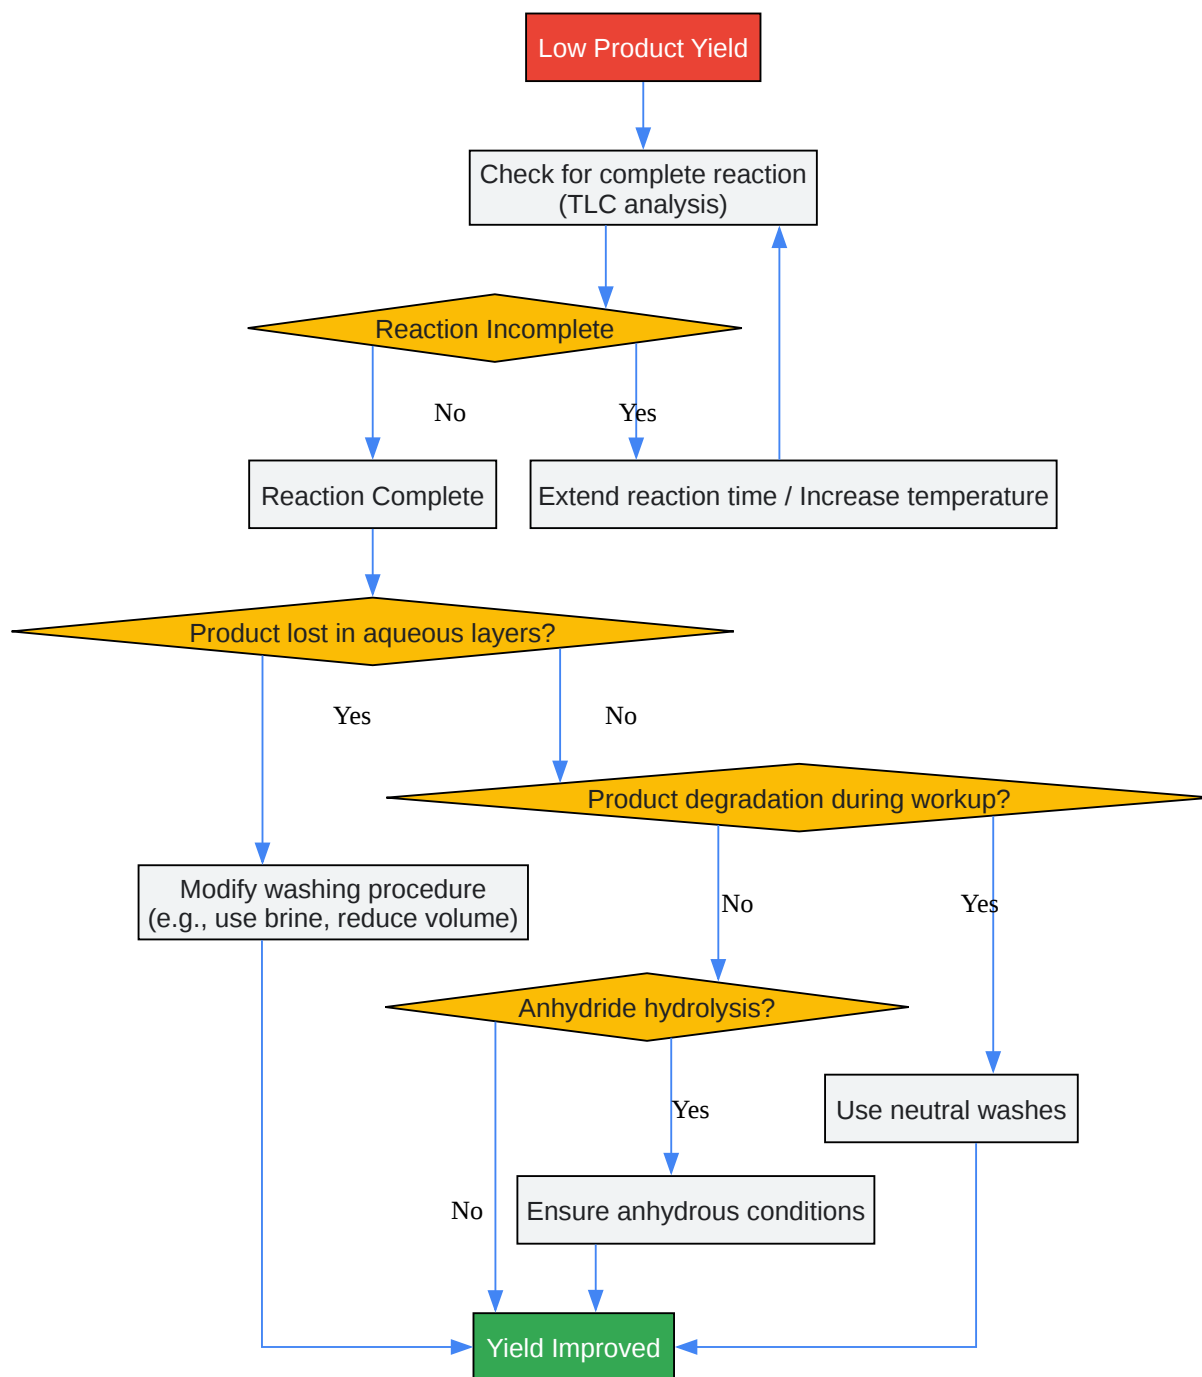 Low Product Yield
Check for complete reaction
(TLC analysis)
Reaction Incomplete
No
Yes
Reaction Complete
Extend reaction time / Increase temperature
Product lost in aqueous layers?
Yes
No
Product degradation during workup?
Modify washing procedure
(e.g., use brine, reduce volume)
No
Yes
Anhydride hydrolysis?
Yes
Use neutral washes
No
Ensure anhydrous conditions
Yield Improved